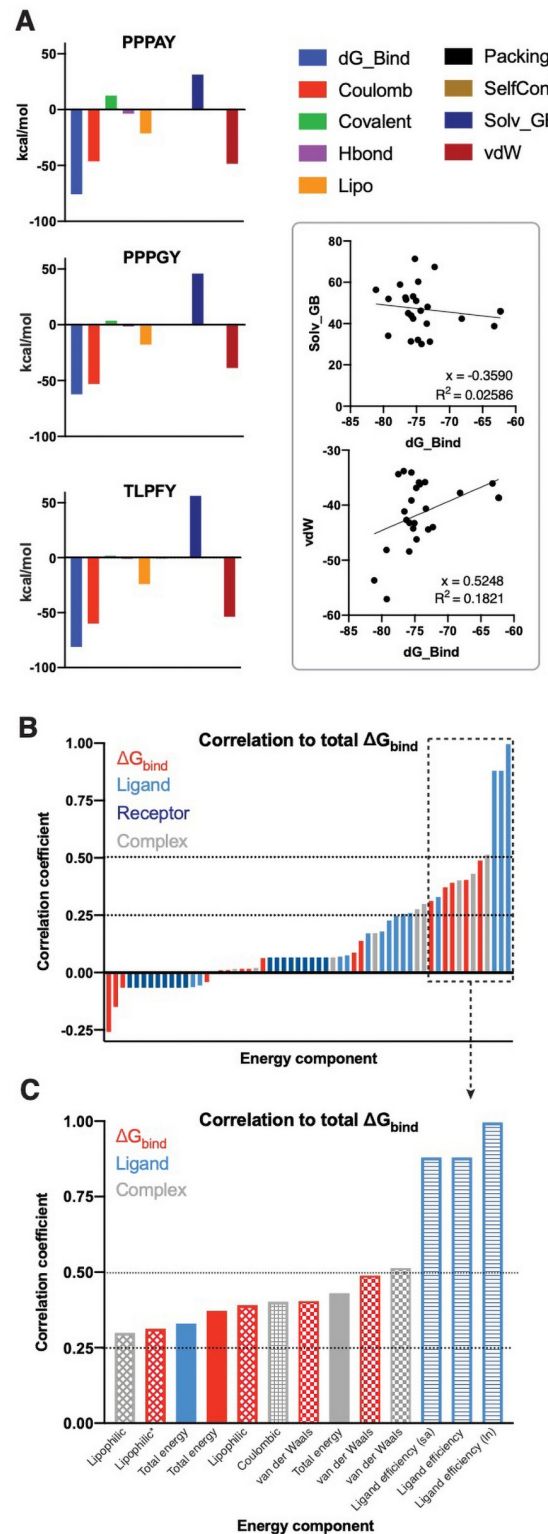 A
PPPAY
kcal/mol
50
0
-50
-100
PPPGY
kcal/mol
50
0
-50
-100
TLPFY
kcal/mol
50
0
-50
-100
dG_Bind
Coulomb
Covalent
Hbond
Lipo
Packing
SelfCon
Solv_GB
vdW
Solv_GB
80
60
40
20
0
x = -0.3590
R² = 0.02586
-85 -80 -75 -70 -65 -60
dG_Bind
vdW
-30
-40
-50
-60
x = 0.5248
R² = 0.1821
-85 -80 -75 -70 -65 -60
dG_Bind
B
Correlation to total ΔGbind
Correlation coefficient
1.00
0.75
0.50
0.25
0.00
-0.25
ΔGbind
Ligand
Receptor
Complex
Energy component
C
Correlation to total ΔGbind
Correlation coefficient
1.00
0.75
0.50
0.25
0.00
ΔGbind
Ligand
Complex
Lipophilic
Lipophilic*
Total energy
Total energy
Lipophilic
Coulombic
van der Waals
Total energy
van der Waals
van der Waals
Ligand efficiency (sa)
Ligand efficiency
Ligand efficiency (ln)
Energy component